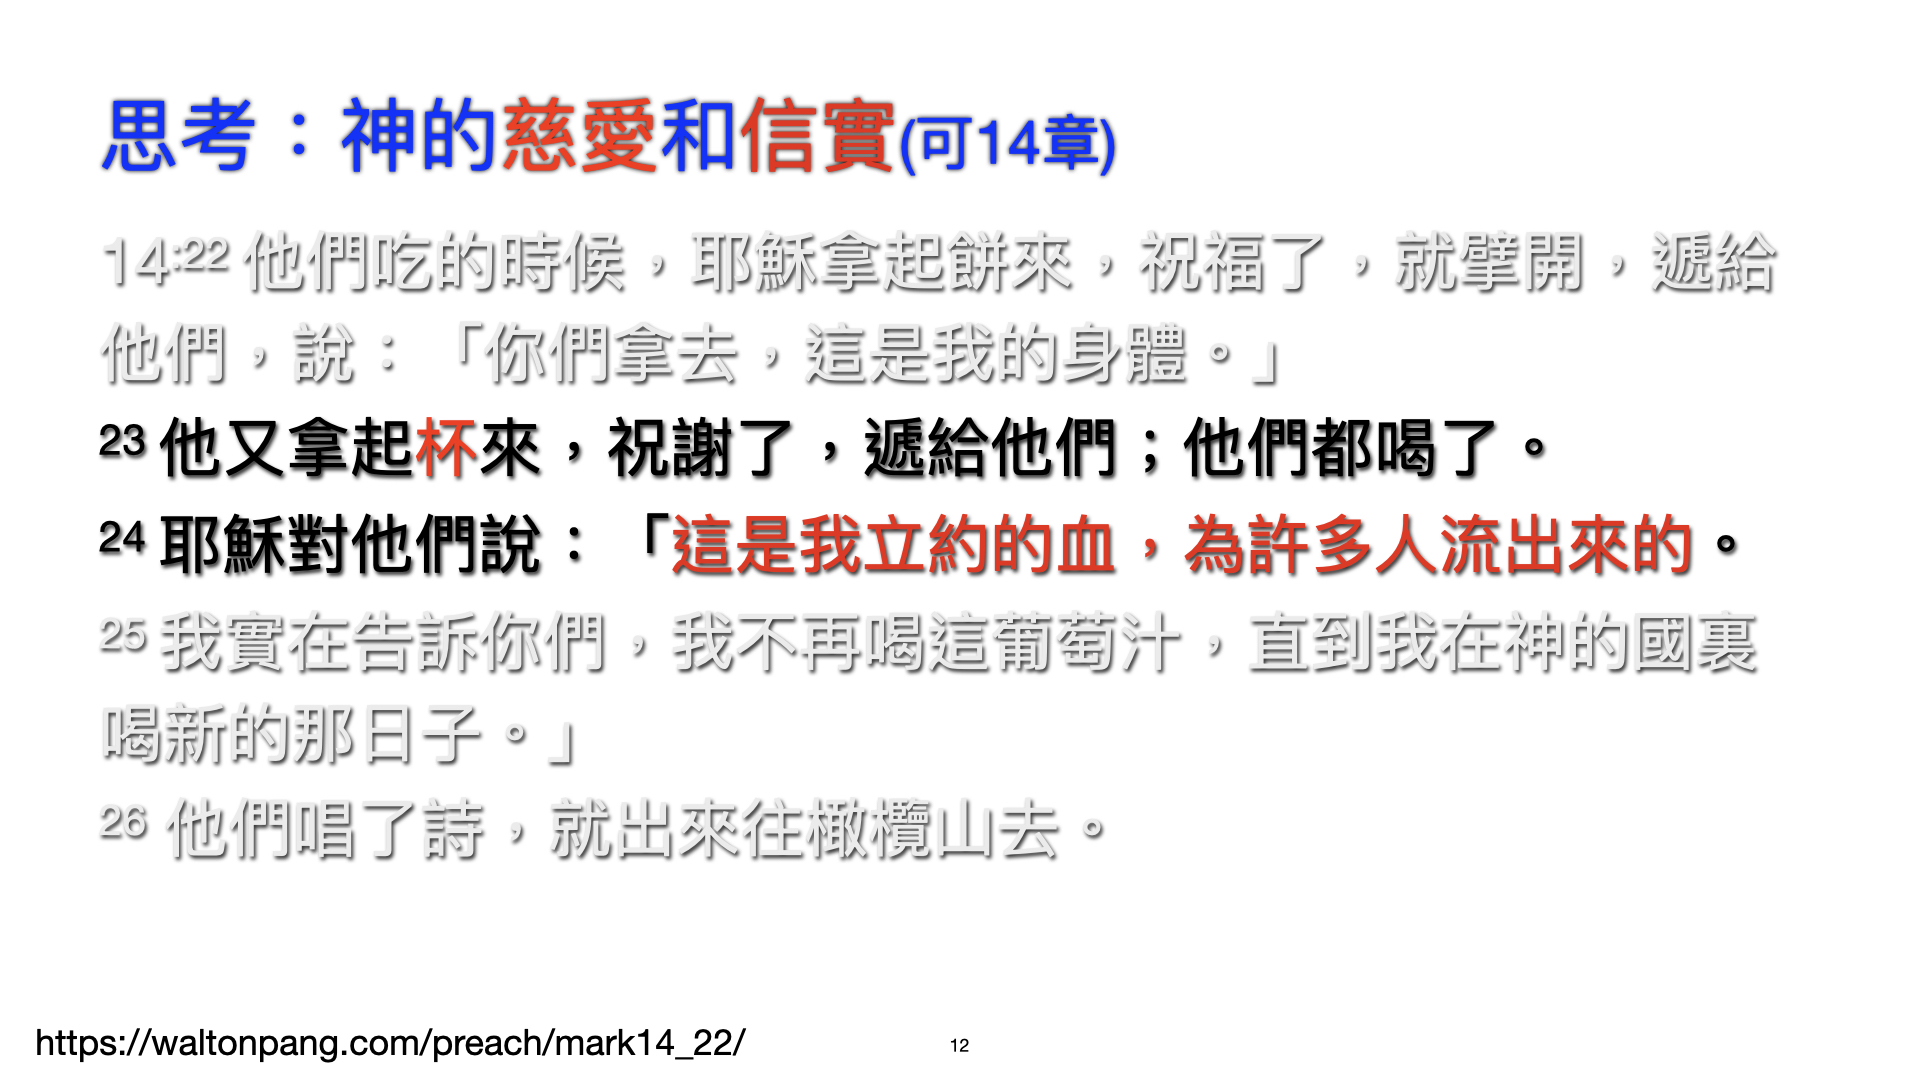 思考：神的慈愛和信實(可14章)
14:22 他們吃的時候，耶穌拿起餅來，祝福了，就擘開，遞給
他們，說：「你們拿去，這是我的身體。」
23 他又拿起杯來，祝謝了，遞給他們；他們都喝了。
24 耶穌對他們說：「這是我立約的血，為許多人流出來的。
25 我實在告訴你們，我不再喝這葡萄汁，直到我在神的國裏
喝新的那日子。」
26 他們唱了詩，就出來往橄欖山去。
https://waltonpang.com/preach/mark14_22/
12